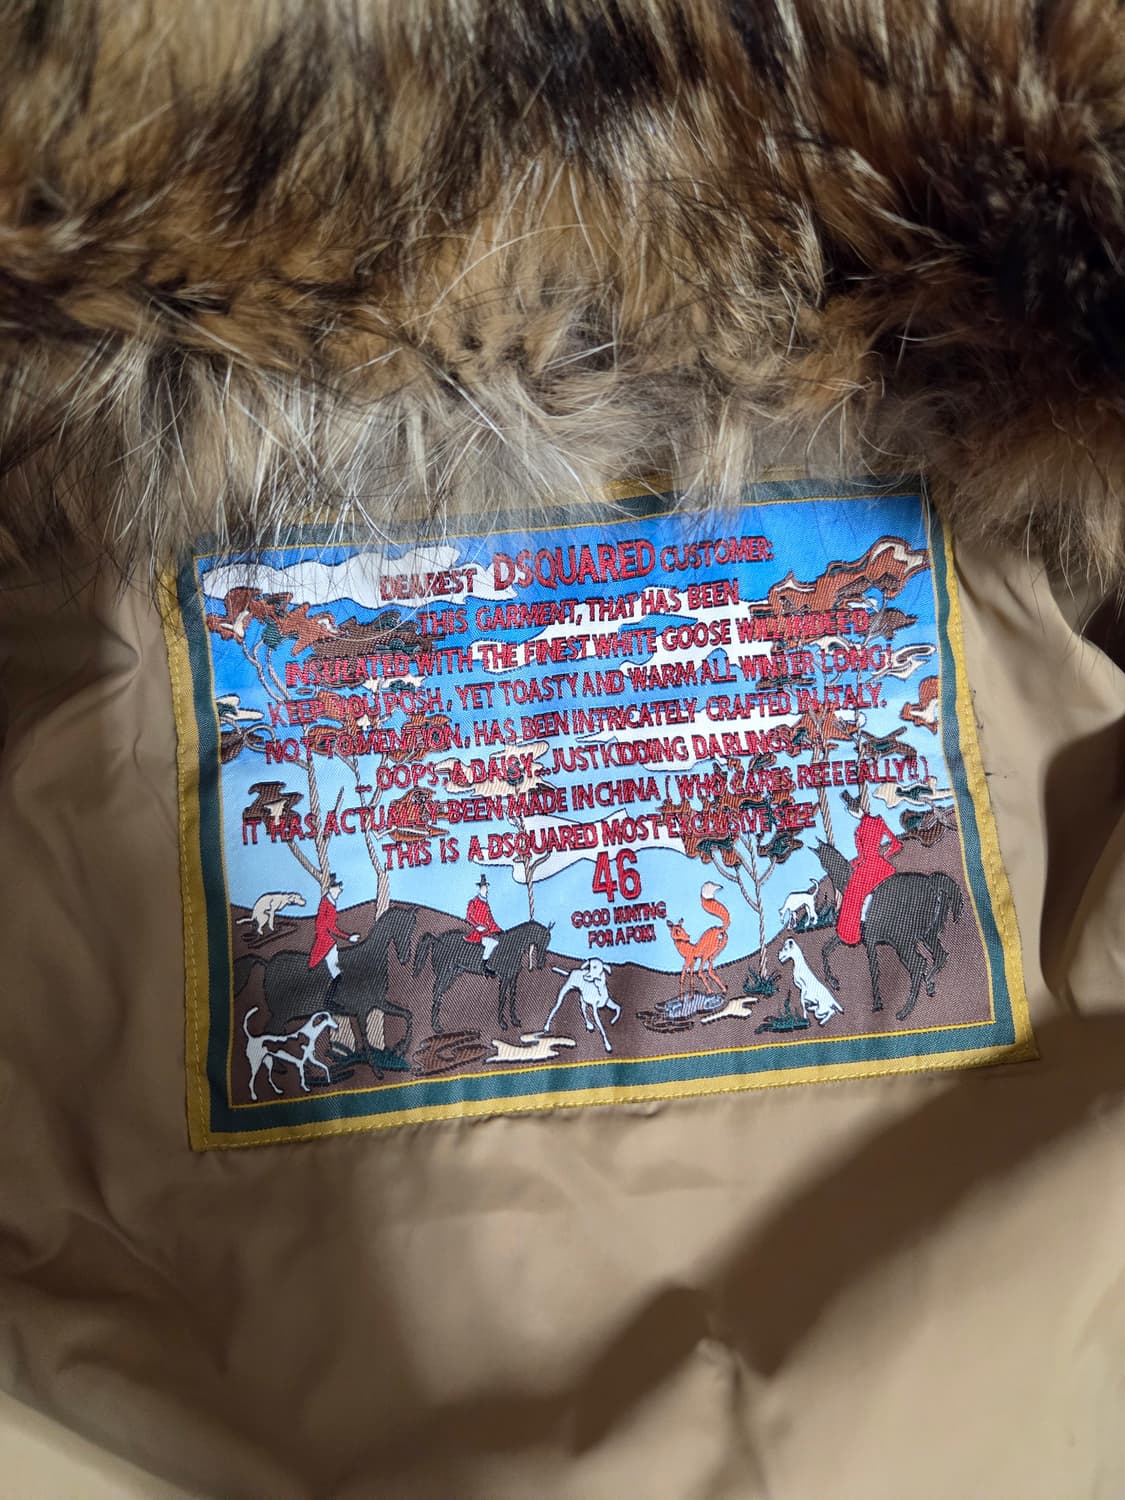 DEAREST DSQUARED CUSTOMER:
THIS GARMENT, THAT HAS BEEN
INSULATED WITH THE FINEST WHITE GOOSE WILL INDEED
KEEP YOU POSH, YET TOASTY AND WARM ALL WINTER LONG!
NOT TO MENTION, HAS BEEN INTRICATELY CRAFTED IN ITALY.
_ OOPS-A DAISY...JUST KIDDING DARLINGS...
IT HAS ACTUALLY BEEN MADE IN CHINA ( WHO CARES REEEEALLY!! )
THIS IS A DSQUARED MOST EXCLUSIVE SIZE
46
GOOD HUNTING
FOR A FOX!